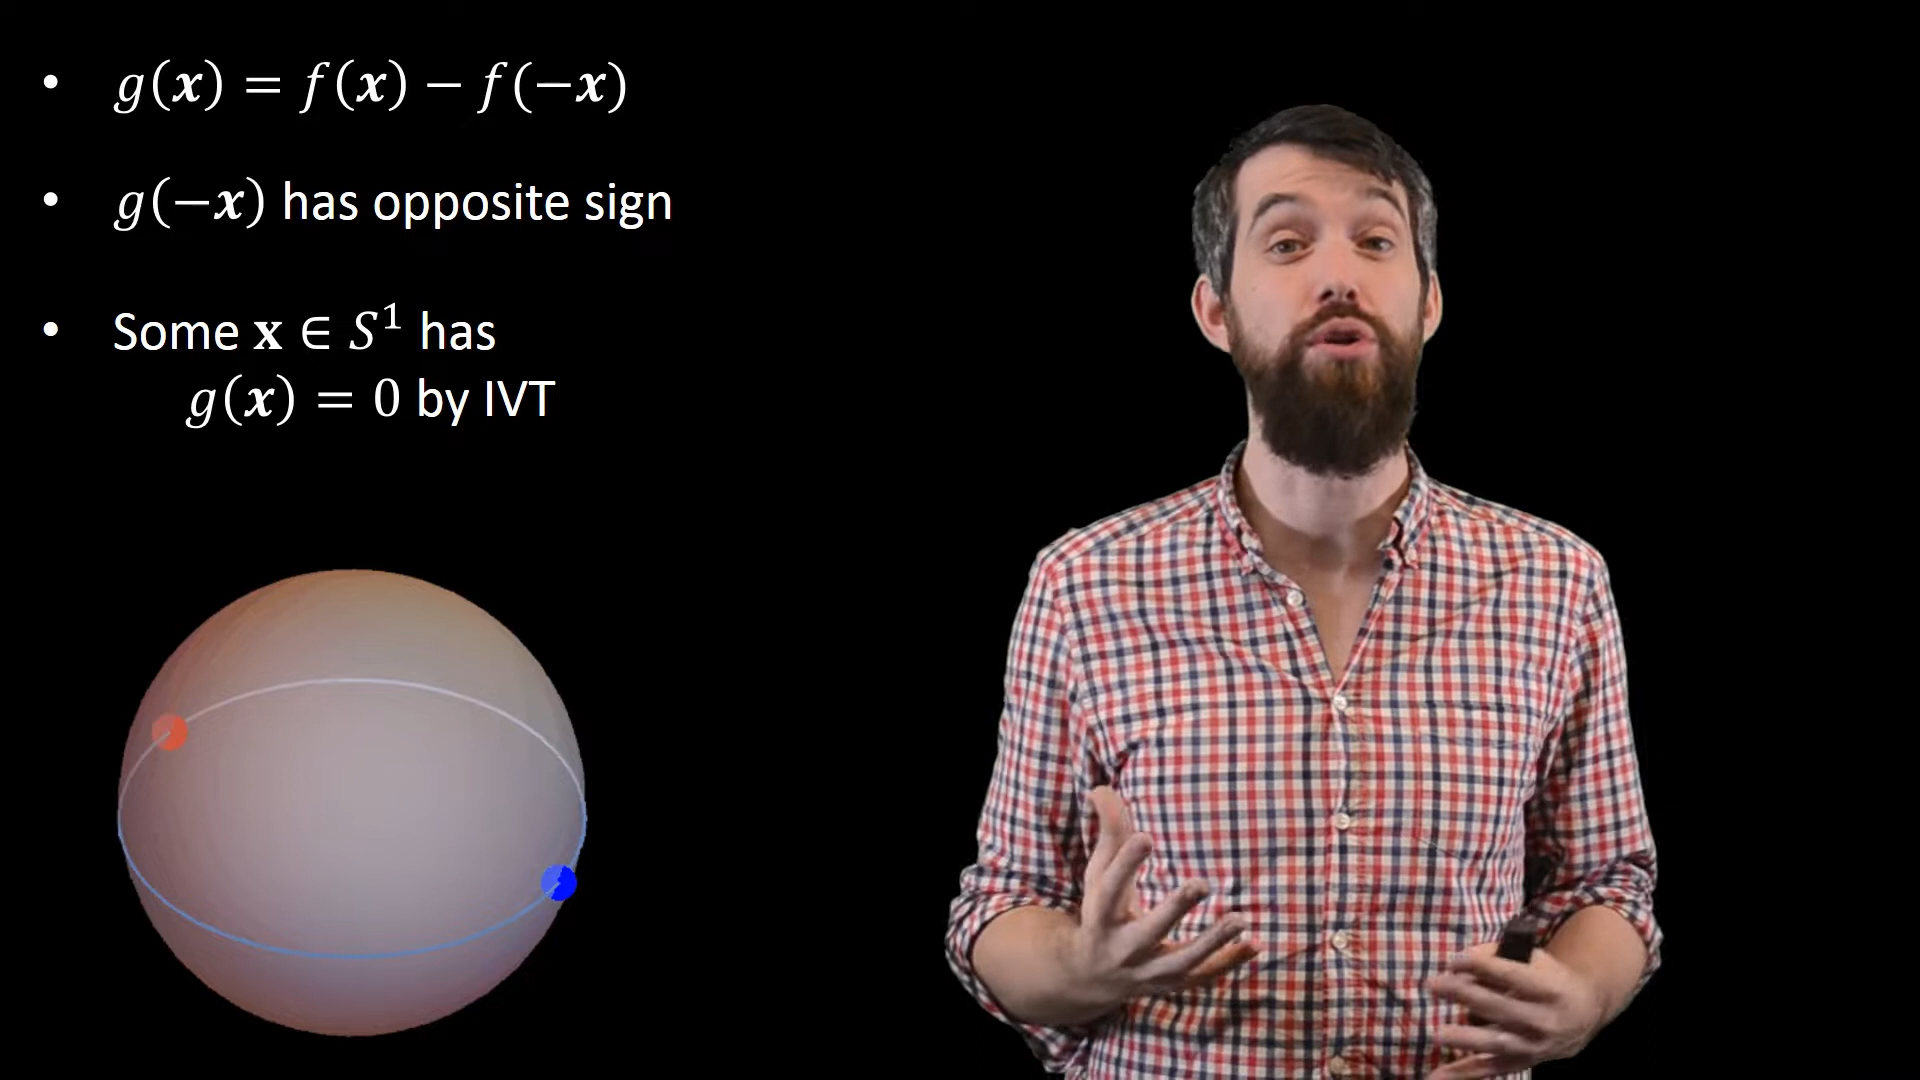 • g(x) = f(x) − f(−x)
• g(−x) has opposite sign
• Some x ∈ S¹ has
g(x) = 0 by IVT